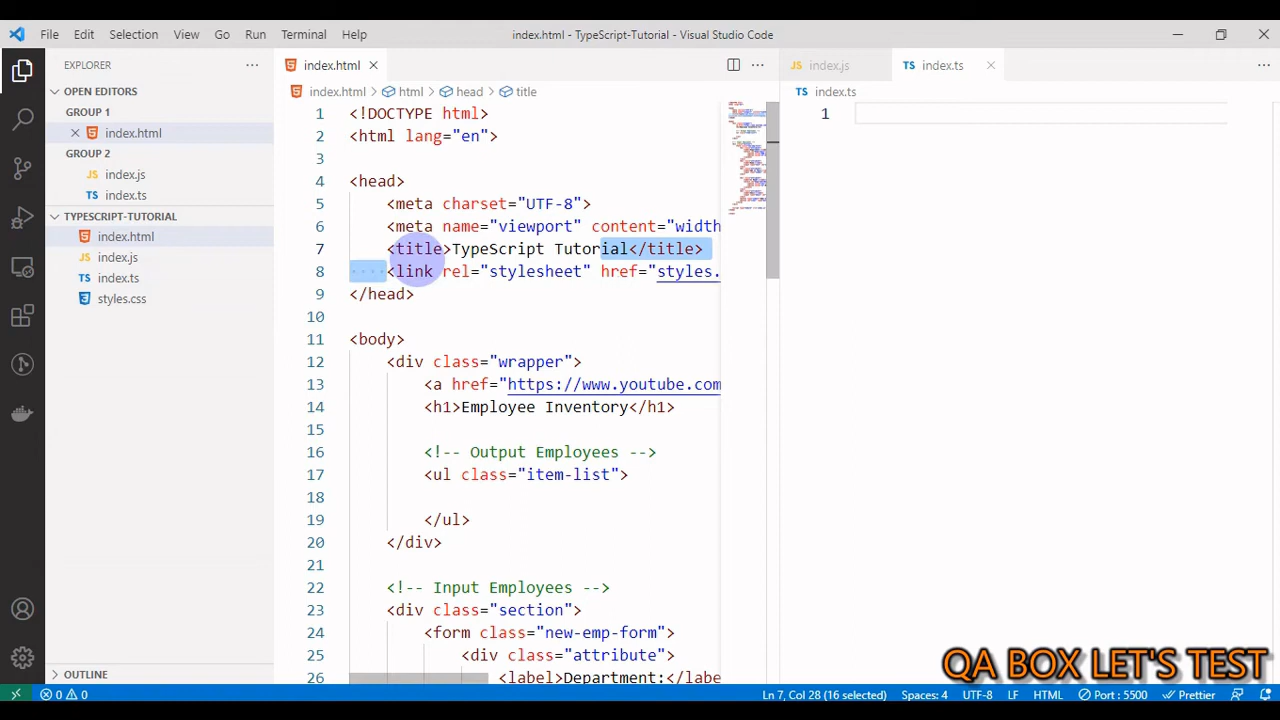 File Edit Selection View Go Run Terminal Help index.html - TypeScript-Tutorial - Visual Studio Code
EXPLORER
OPEN EDITORS
GROUP 1
index.html
GROUP 2
index.js
index.ts
TYPESCRIPT-TUTORIAL
index.html
index.js
index.ts
styles.css
OUTLINE
index.html
index.html > html > head > title
1 <!DOCTYPE html>
2 <html lang="en">
3
4 <head>
5 <meta charset="UTF-8">
6 <meta name="viewport" content="width
7 <title>TypeScript Tutorial</title>
8 <link rel="stylesheet" href="styles.
9 </head>
10
11 <body>
12 <div class="wrapper">
13 <a href="https://www.youtube.com
14 <h1>Employee Inventory</h1>
15
16 <!-- Output Employees -->
17 <ul class="item-list">
18
19 </ul>
20 </div>
21
22 <!-- Input Employees -->
23 <div class="section">
24 <form class="new-emp-form">
25 <div class="attribute">
26 <label>Department:</labe
index.js index.ts
index.ts
1
QA BOX LET'S TEST
0 0 Ln 7, Col 28 (16 selected) Spaces: 4 UTF-8 LF HTML Port : 5500 Prettier